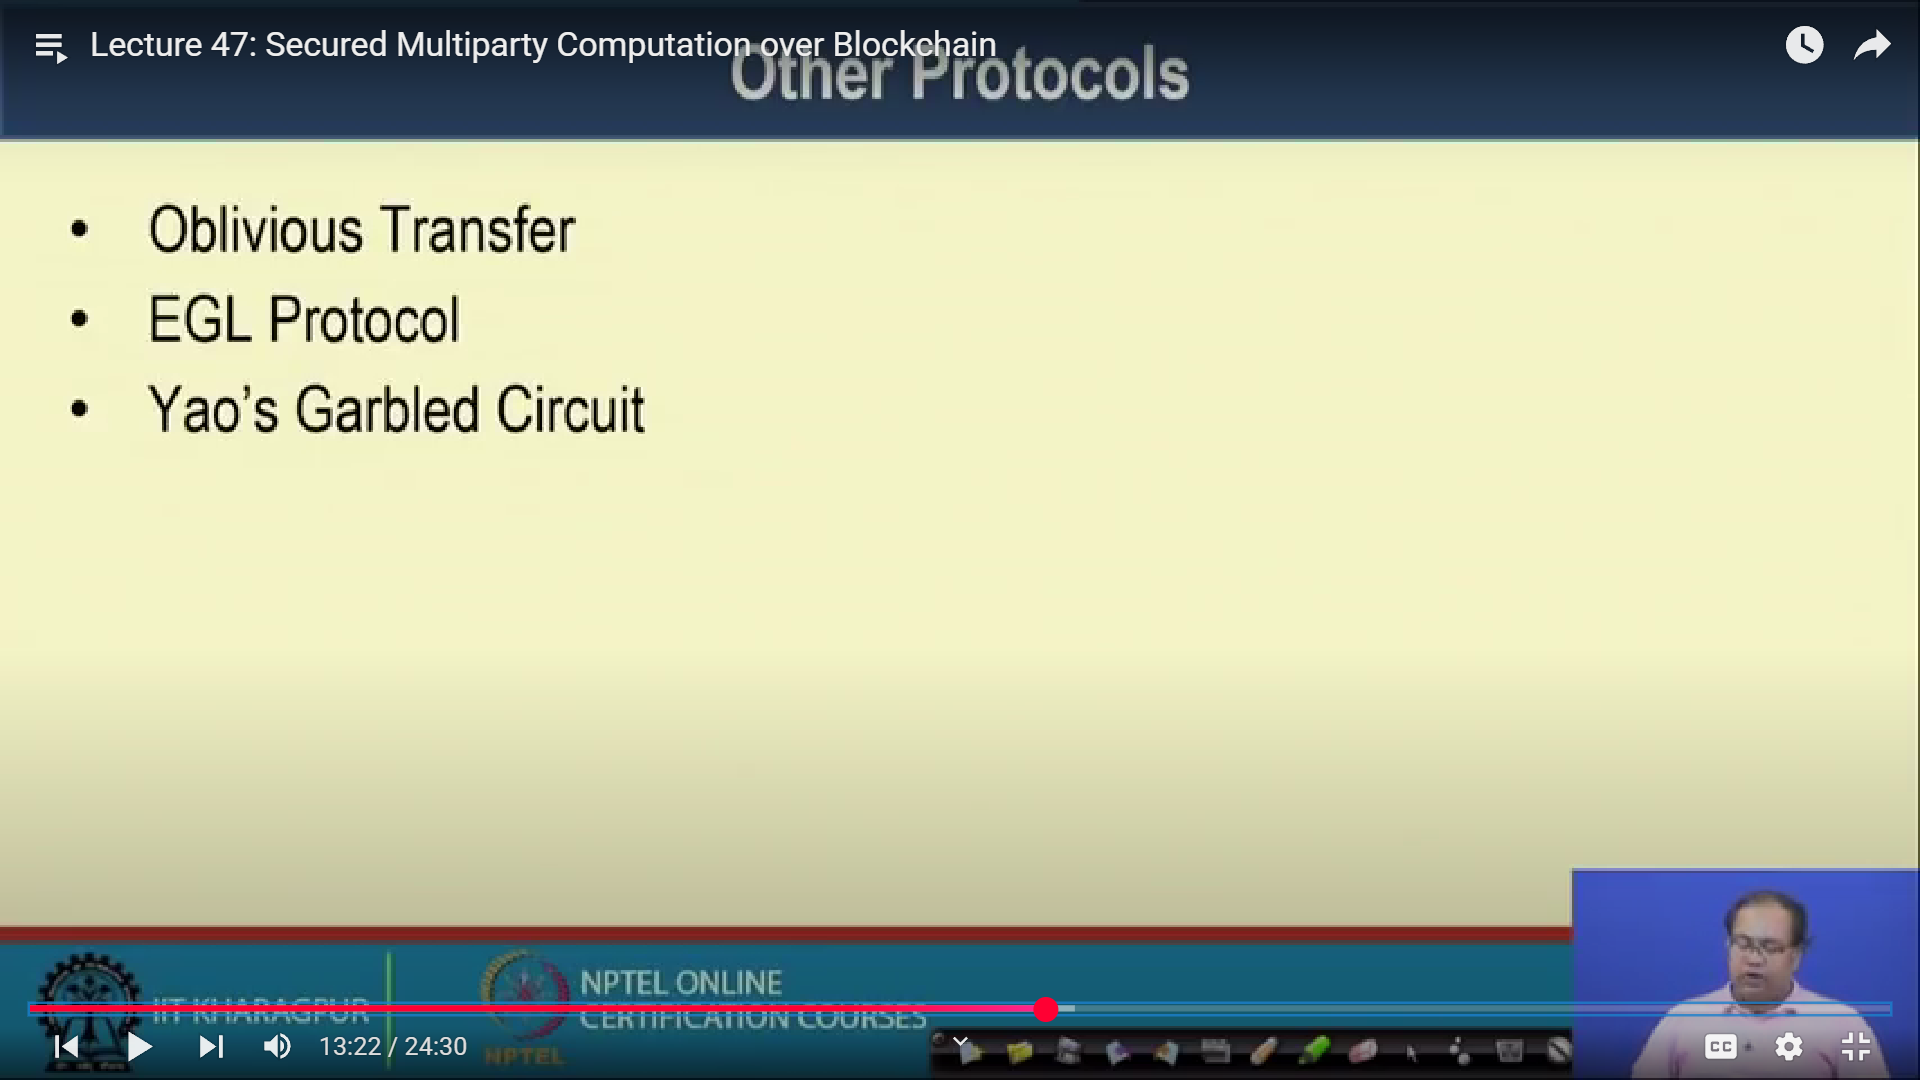 Lecture 47: Secured Multiparty Computation over Blockchain
Other Protocols
• Oblivious Transfer
• EGL Protocol
• Yao's Garbled Circuit
IIT KHARAGPUR
NPTEL
NPTEL ONLINE
CERTIFICATION COURSES
13:22 / 24:30
CC